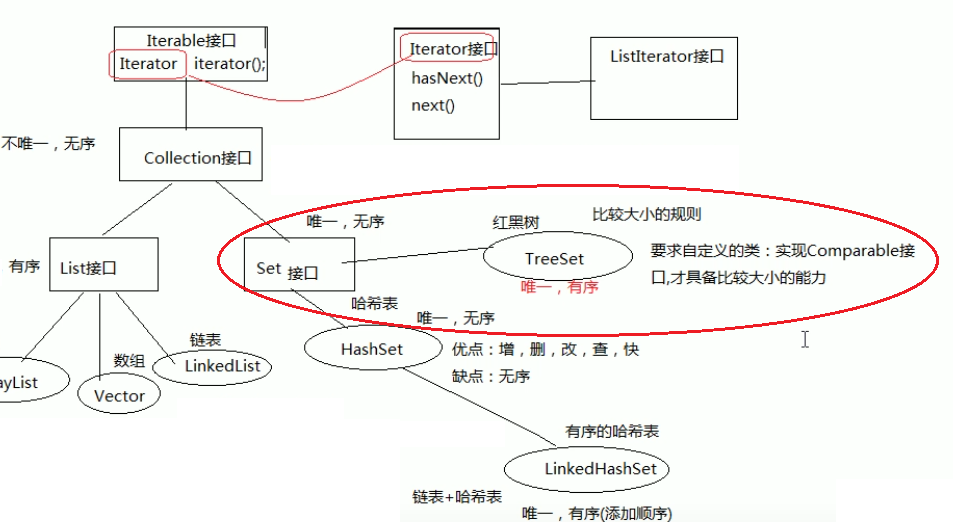 Iterable接口
Iterator iterator();
Iterator接口
hasNext()
next()
ListIterator接口
不唯一，无序
Collection接口
唯一，无序
红黑树
比较大小的规则
TreeSet
要求自定义的类：实现Comparable接
口,才具备比较大小的能力
唯一，有序
有序
List接口
Set 接口
哈希表
唯一，无序
HashSet
优点：增，删，改，查，快
缺点：无序
ayList
数组
Vector
链表
LinkedList
有序的哈希表
LinkedHashSet
链表+哈希表
唯一，有序(添加顺序)